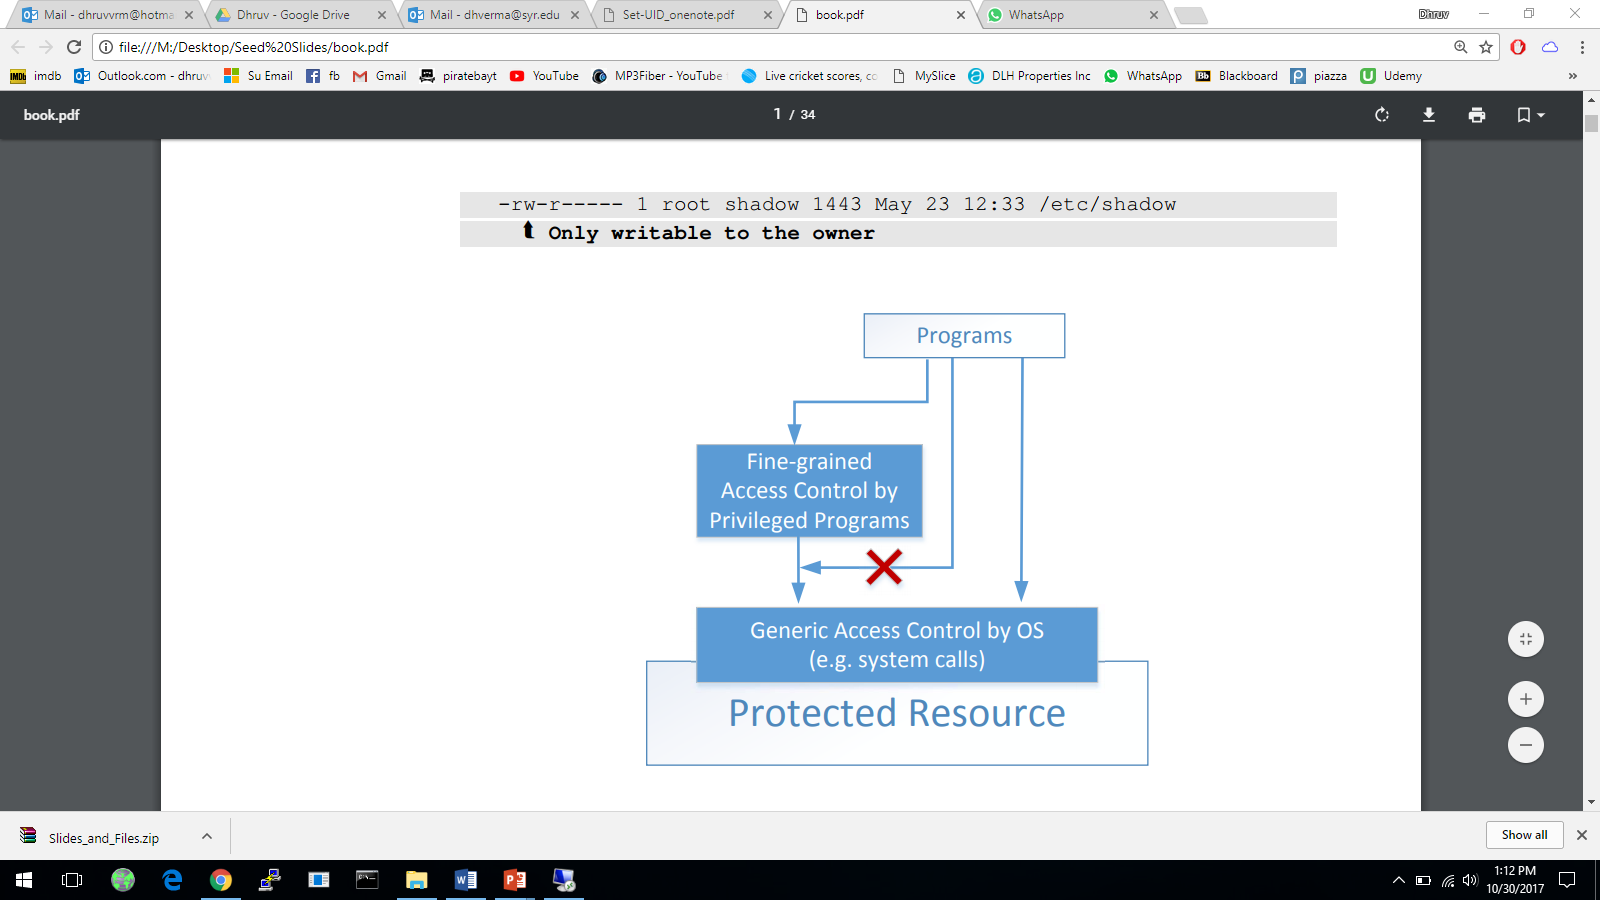 Mail - dhruvvrm@hotma
Dhruv - Google Drive
Mail - dhverma@syr.edu
Set-UID_onenote.pdf
book.pdf
WhatsApp
Dhruv
file:///M:/Desktop/Seed%20Slides/book.pdf
IMDb imdb
Outlook.com - dhruv
Su Email
fb
Gmail
piratebayt
YouTube
MP3Fiber - YouTube
Live cricket scores, co
MySlice
DLH Properties Inc
WhatsApp
Bb Blackboard
piazza
Udemy
»
book.pdf
1 / 34
-rw-r----- 1 root shadow 1443 May 23 12:33 /etc/shadow
Only writable to the owner
Programs
Fine-grained
Access Control by
Privileged Programs
Generic Access Control by OS
(e.g. system calls)
Protected Resource
Slides_and_Files.zip
Show all
1:12 PM
10/30/2017